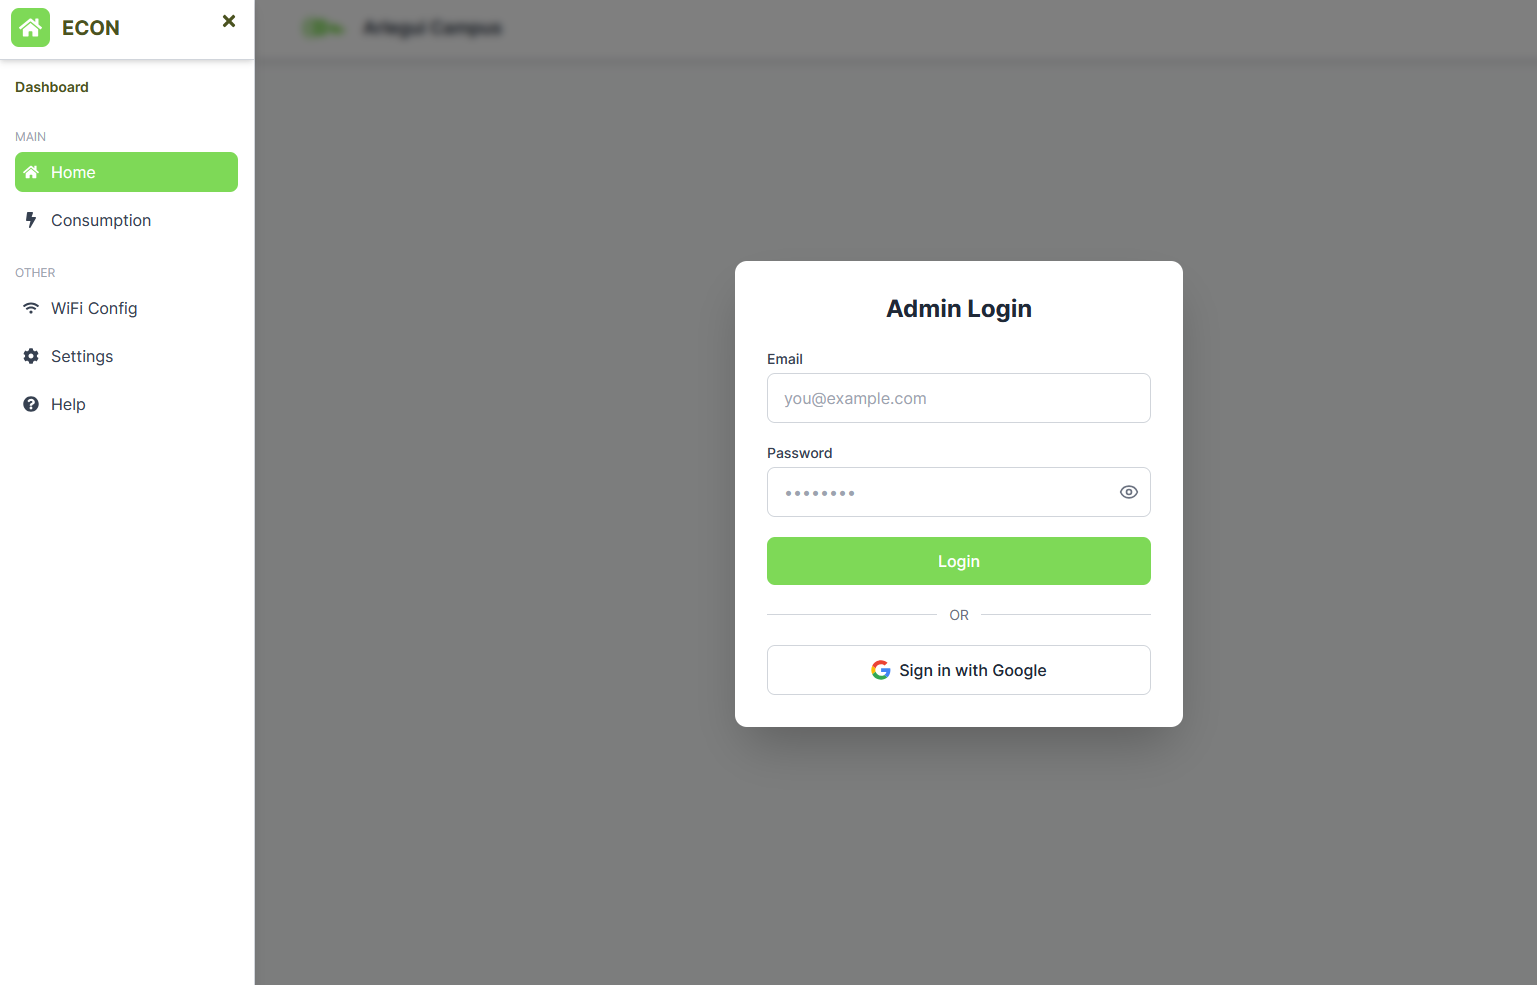 ECON
Dashboard
MAIN
Home
Consumption
OTHER
WiFi Config
Settings
Help
Admin Login
Email
you@example.com
Password
Login
OR
Sign in with Google